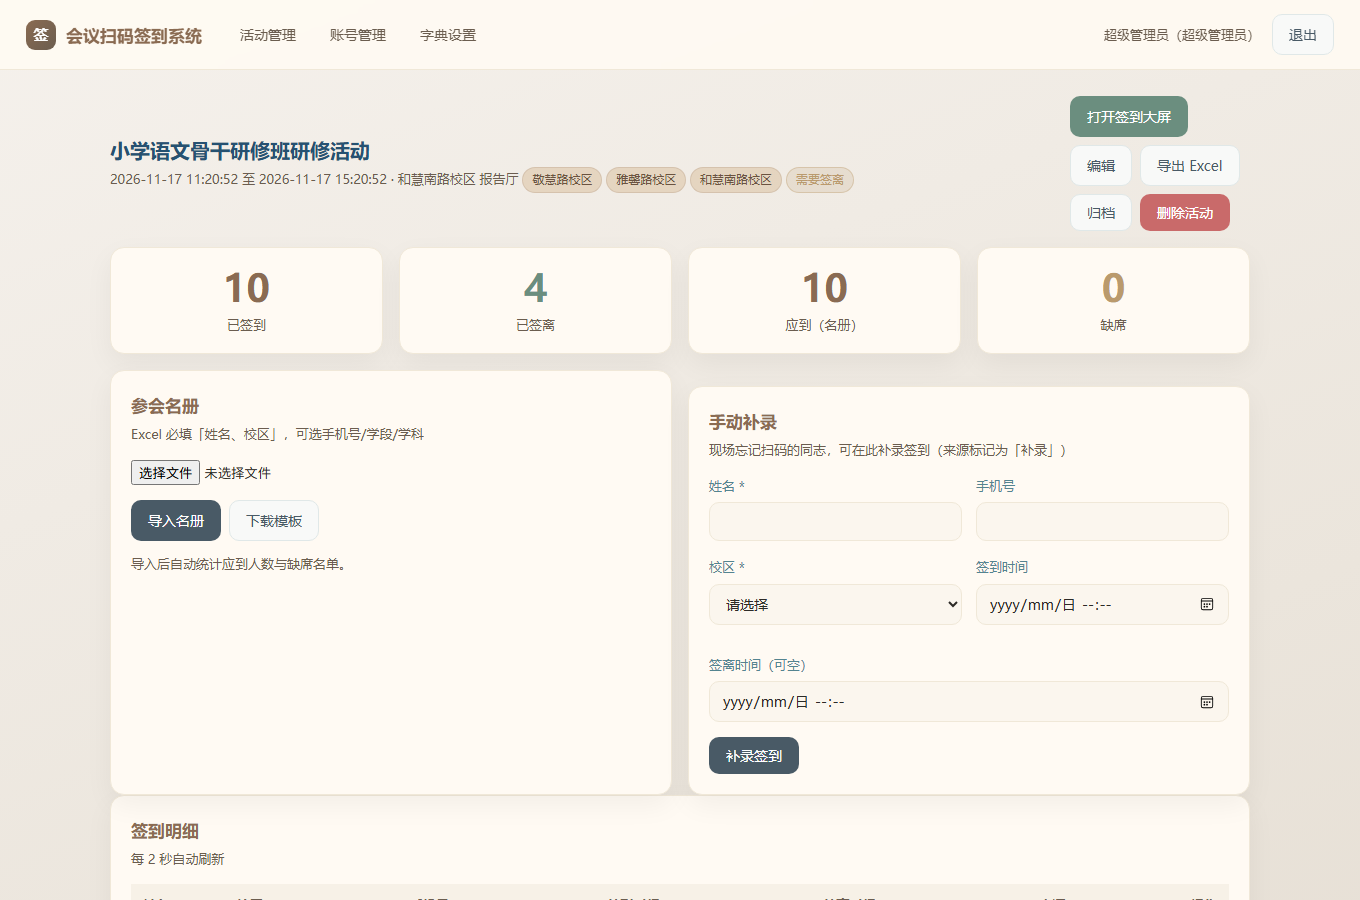 签 会议扫码签到系统 活动管理 账号管理 字典设置 超级管理员（超级管理员） 退出
打开签到大屏
小学语文骨干研修班研修活动
编辑 导出 Excel
2026-11-17 11:20:52 至 2026-11-17 15:20:52 · 和慧南路校区 报告厅 敬慧路校区 雅馨路校区 和慧南路校区 需要签离
归档 删除活动
10 4 10 0
已签到 已签离 应到（名册） 缺席
参会名册
Excel 必填「姓名、校区」，可选手机号/学段/学科
选择文件 未选择文件
导入名册 下载模板
导入后自动统计应到人数与缺席名单。
手动补录
现场忘记扫码的同志，可在此补录签到（来源标记为「补录」）
姓名 * 手机号
校区 * 签到时间
请选择 yyyy/mm/日 --:--
签离时间（可空）
yyyy/mm/日 --:--
补录签到
签到明细
每 2 秒自动刷新